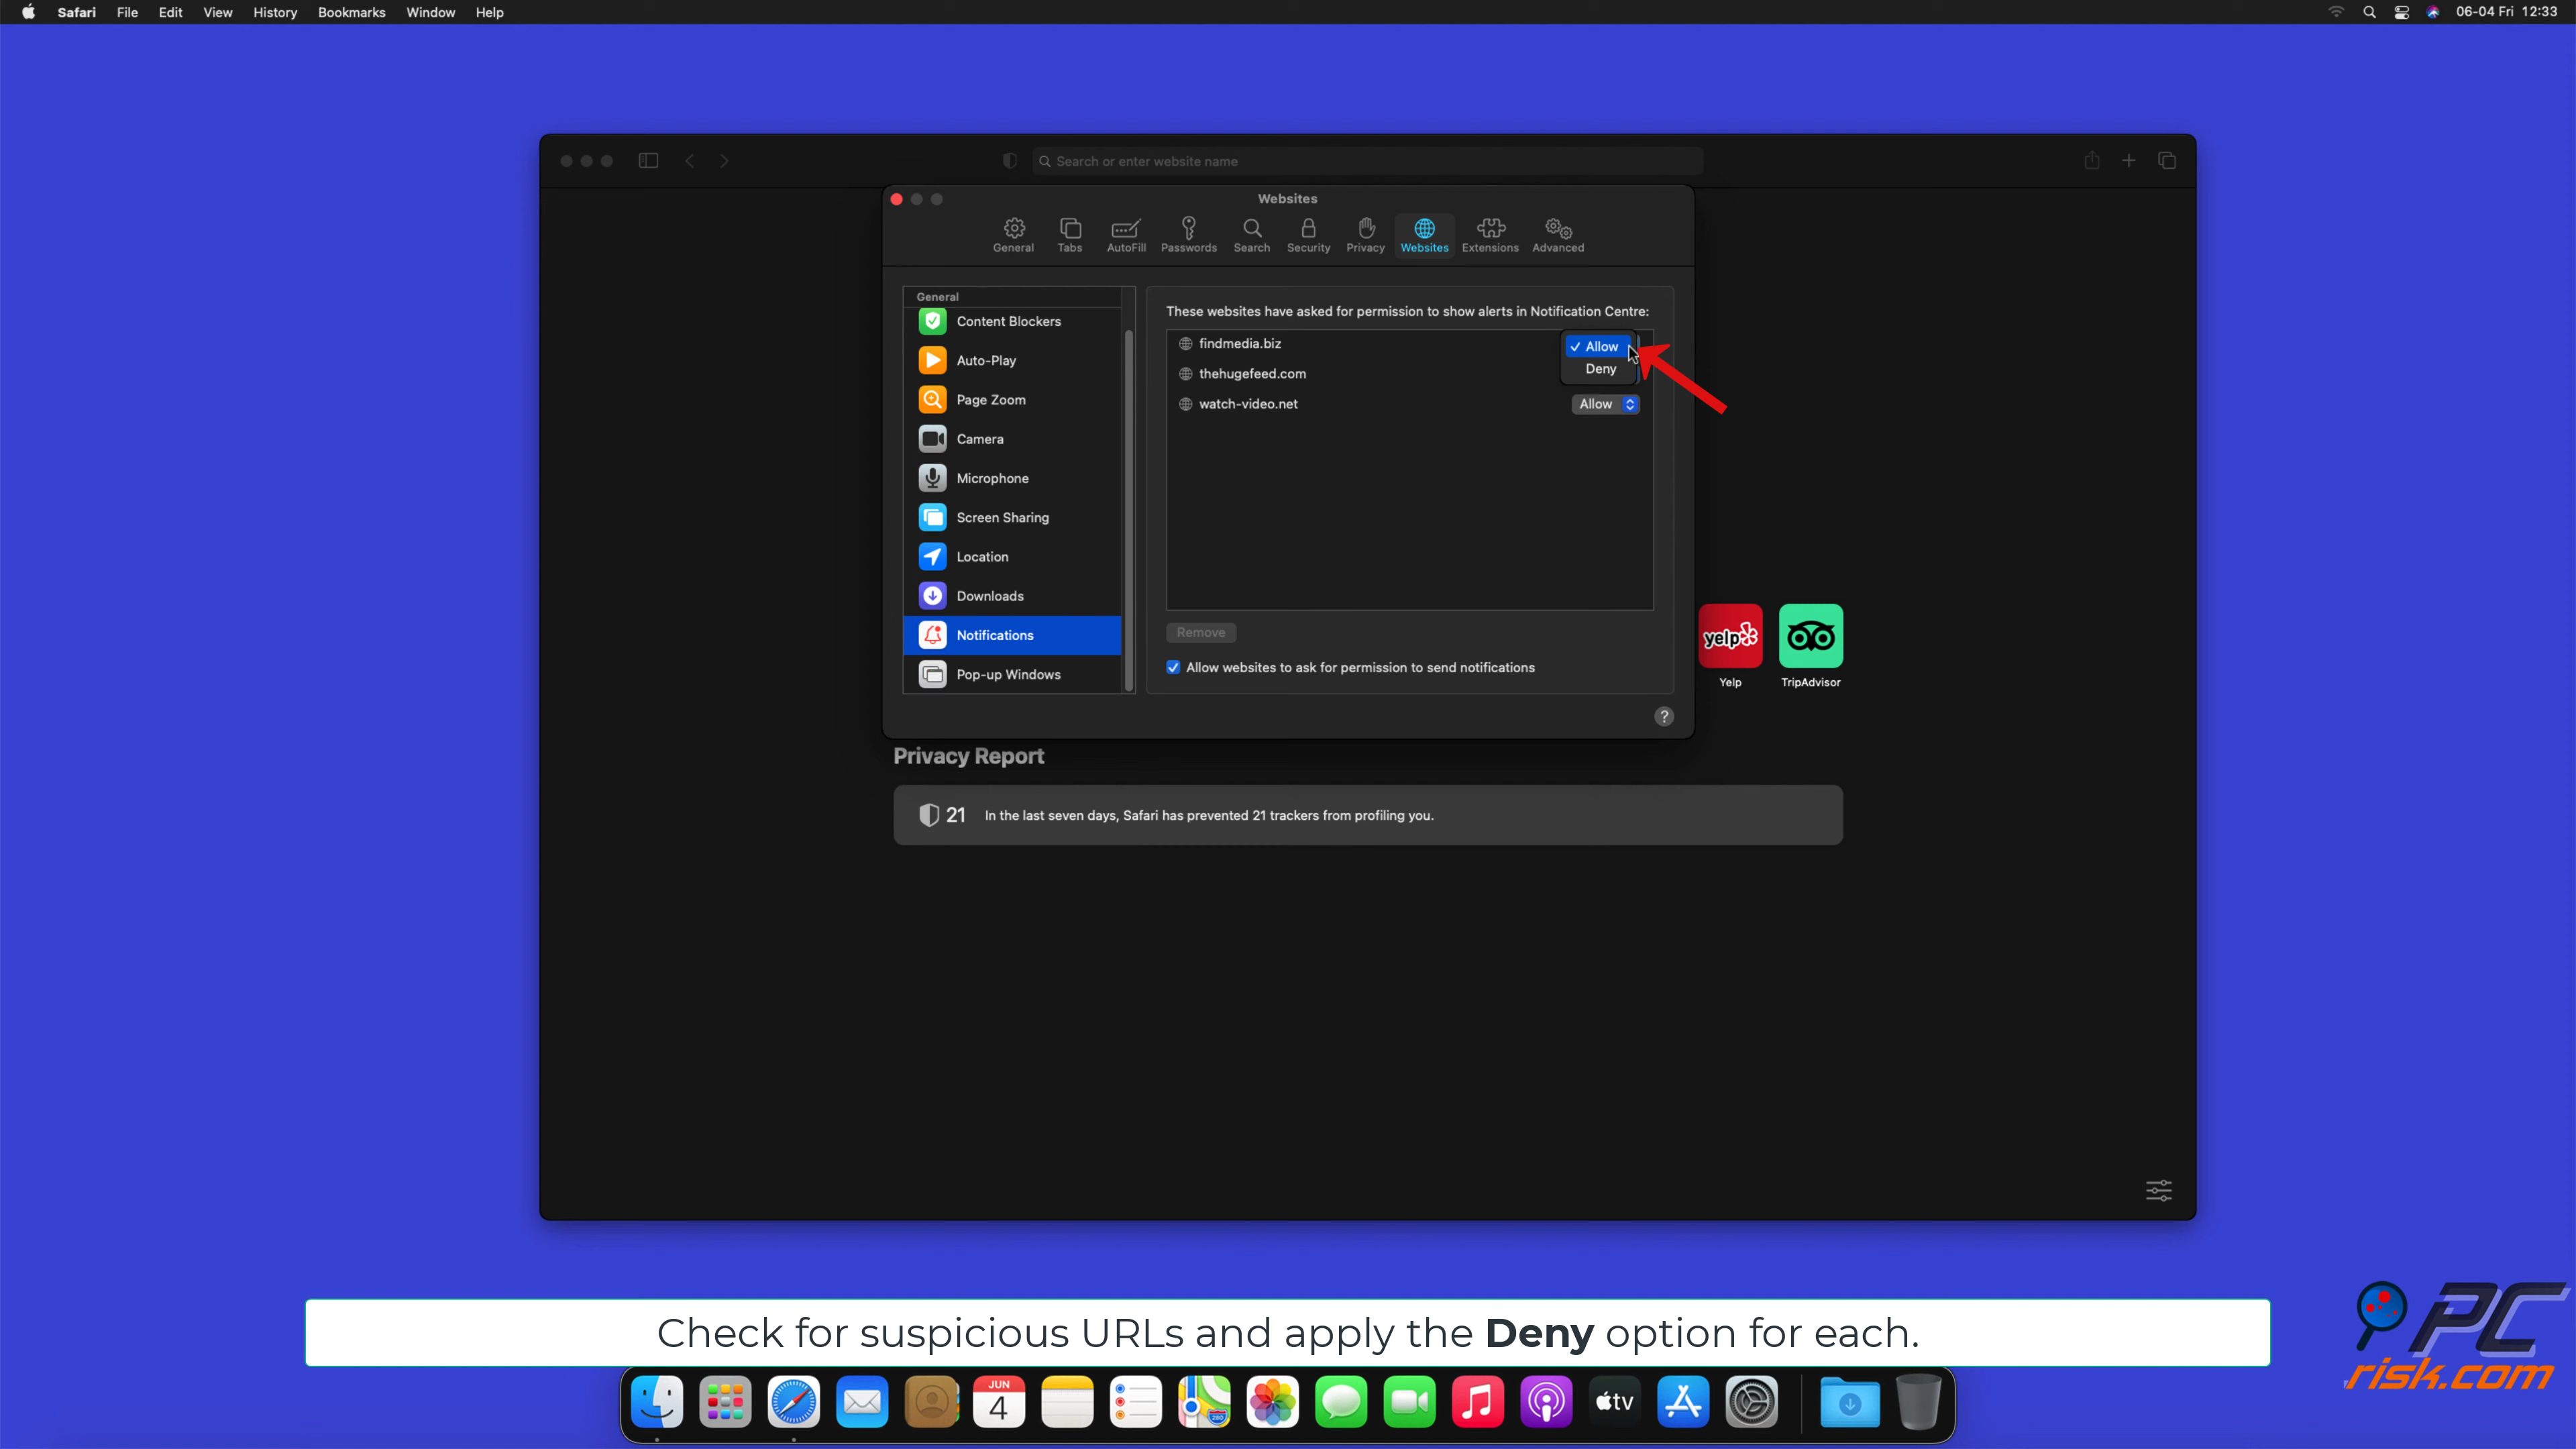 Safari File Edit View History Bookmarks Window Help
06-04 Fri 12:33
Search or enter website name
Websites
General Tabs AutoFill Passwords Search Security Privacy Websites Extensions Advanced
General
Content Blockers
Auto-Play
Page Zoom
Camera
Microphone
Screen Sharing
Location
Downloads
Notifications
Pop-up Windows
These websites have asked for permission to show alerts in Notification Centre:
findmedia.biz
Allow
Deny
thehugefeed.com
watch-video.net Allow
Remove
Allow websites to ask for permission to send notifications
?
yelp
Yelp TripAdvisor
Privacy Report
21 In the last seven days, Safari has prevented 21 trackers from profiling you.
Check for suspicious URLs and apply the Deny option for each.
PC
risk.com
JUN
4
280
tv